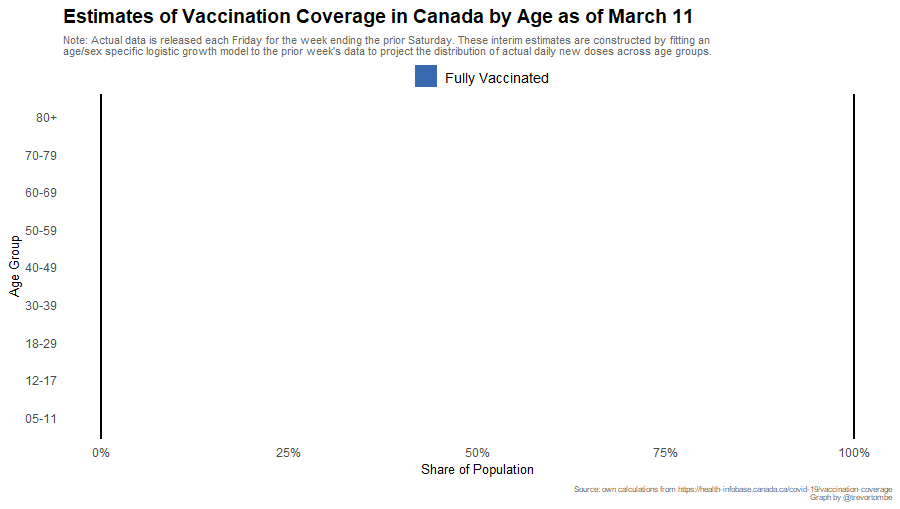 Estimates of Vaccination Coverage in Canada by Age as of March 11
Note: Actual data is released each Friday for the week ending the prior Saturday. These interim estimates are constructed by fitting an
age/sex specific logistic growth model to the prior week's data to project the distribution of actual daily new doses across age groups.
Fully Vaccinated
Age Group
80+
70-79
60-69
50-59
40-49
30-39
18-29
12-17
05-11
0% 25% 50% 75% 100%
Share of Population
Source: own calculations from https://health-infobase.canada.ca/covid-19/vaccination-coverage
Graph by @trevortombe